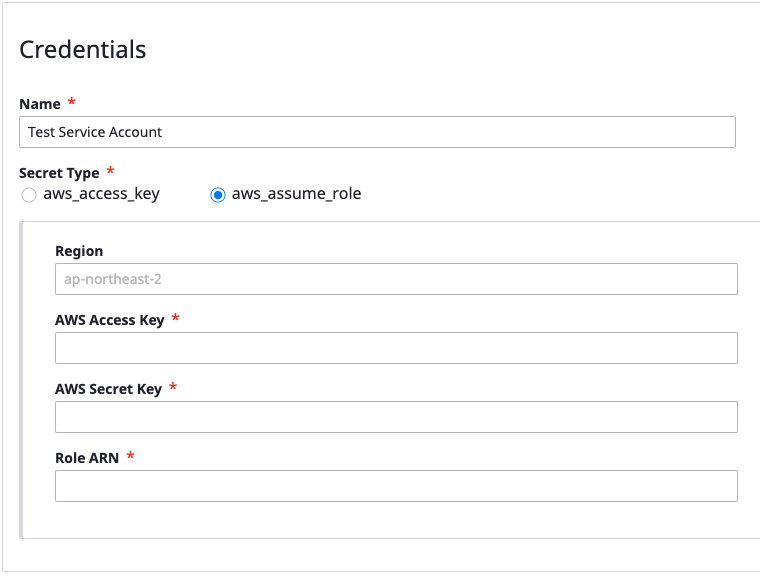 Credentials
Name *
Test Service Account
Secret Type *
aws_access_key aws_assume_role
Region
ap-northeast-2
AWS Access Key *
AWS Secret Key *
Role ARN *